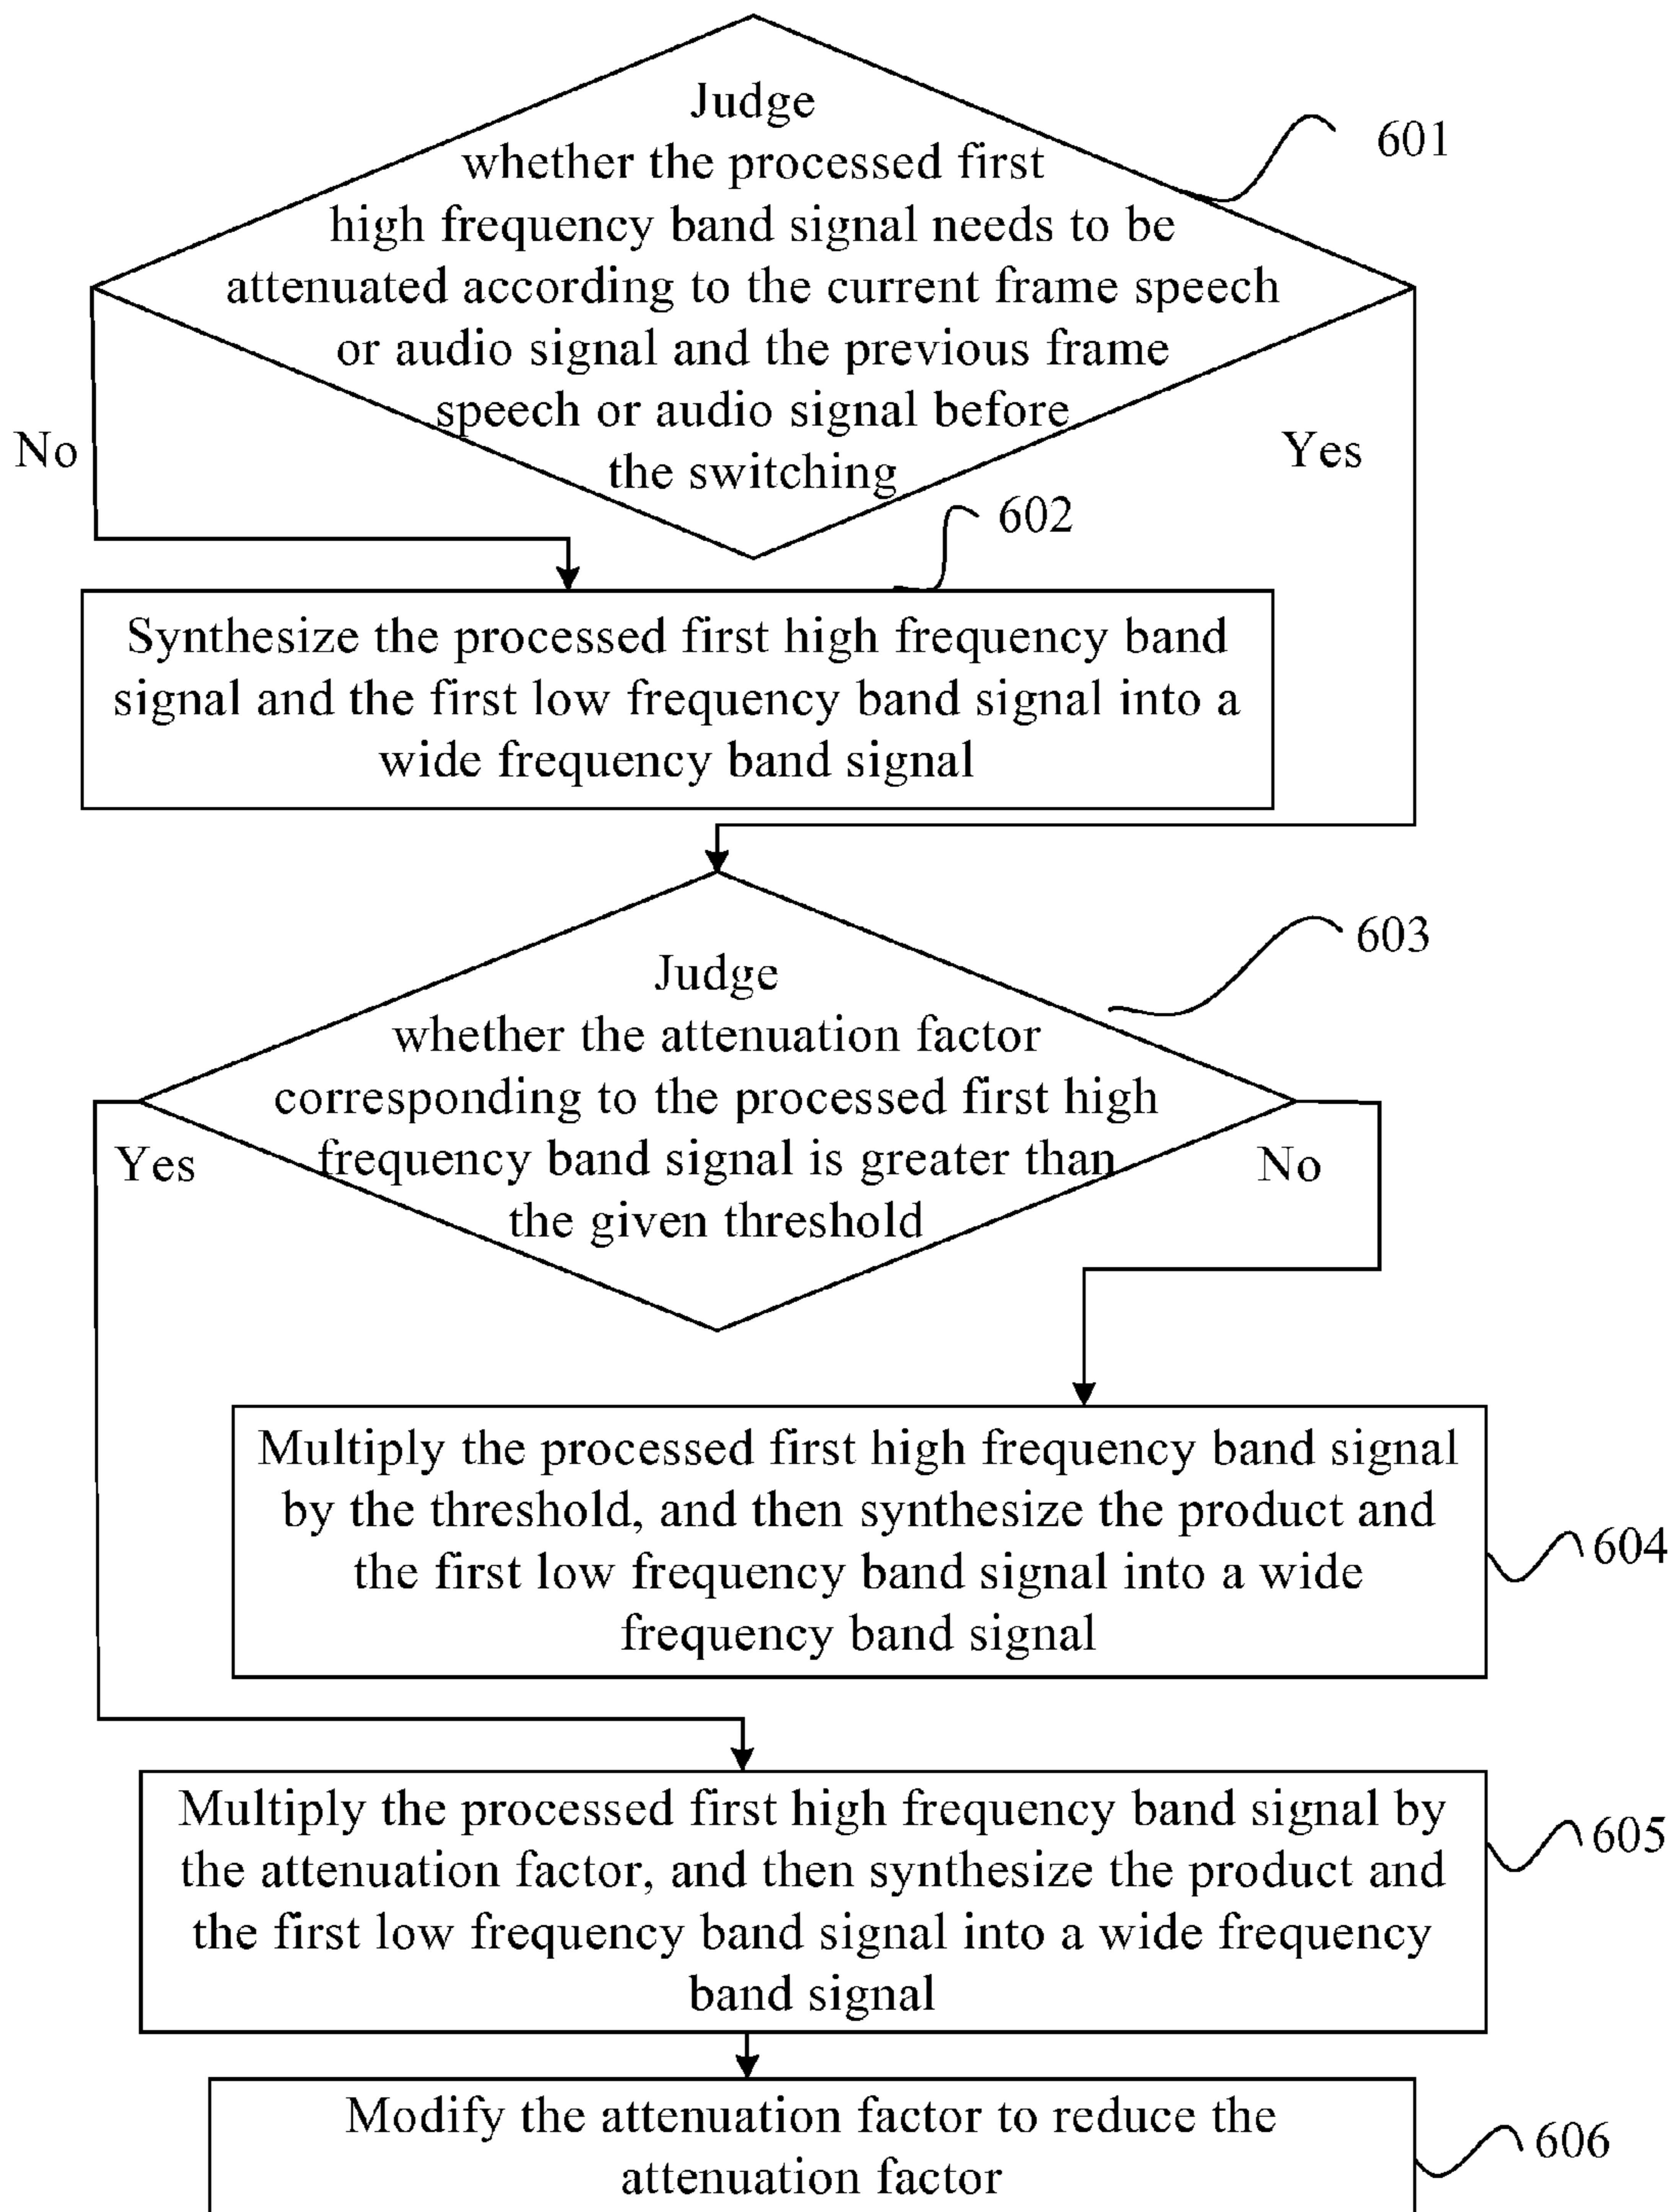 Judge
whether the processed first
high frequency band signal needs to be
attenuated according to the current frame speech
or audio signal and the previous frame
speech or audio signal before
the switching
601
No
Yes
602
Synthesize the processed first high frequency band
signal and the first low frequency band signal into a
wide frequency band signal
603
Judge
whether the attenuation factor
corresponding to the processed first high
frequency band signal is greater than
the given threshold
Yes
No
Multiply the processed first high frequency band signal
by the threshold, and then synthesize the product and
the first low frequency band signal into a wide
frequency band signal
604
Multiply the processed first high frequency band signal by
the attenuation factor, and then synthesize the product and
the first low frequency band signal into a wide frequency
band signal
605
Modify the attenuation factor to reduce the
attenuation factor
606